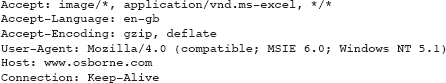 Accept: image/*, application/vnd.ms-excel, */*
Accept-Language: en-gb
Accept-Encoding: gzip, deflate
User-Agent: Mozilla/4.0 (compatible; MSIE 6.0; Windows NT 5.1)
Host: www.osborne.com
Connection: Keep-Alive